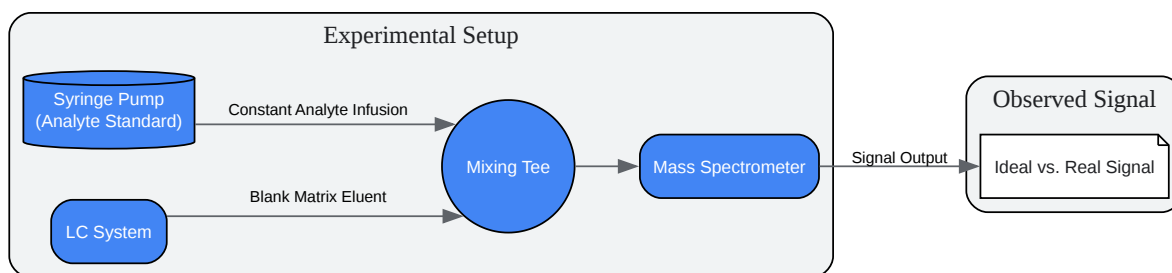 Experimental Setup
Syringe Pump
(Analyte Standard)
Constant Analyte Infusion
Mixing Tee
Mass Spectrometer
Signal Output
Observed Signal
Ideal vs. Real Signal
Blank Matrix Eluent
LC System